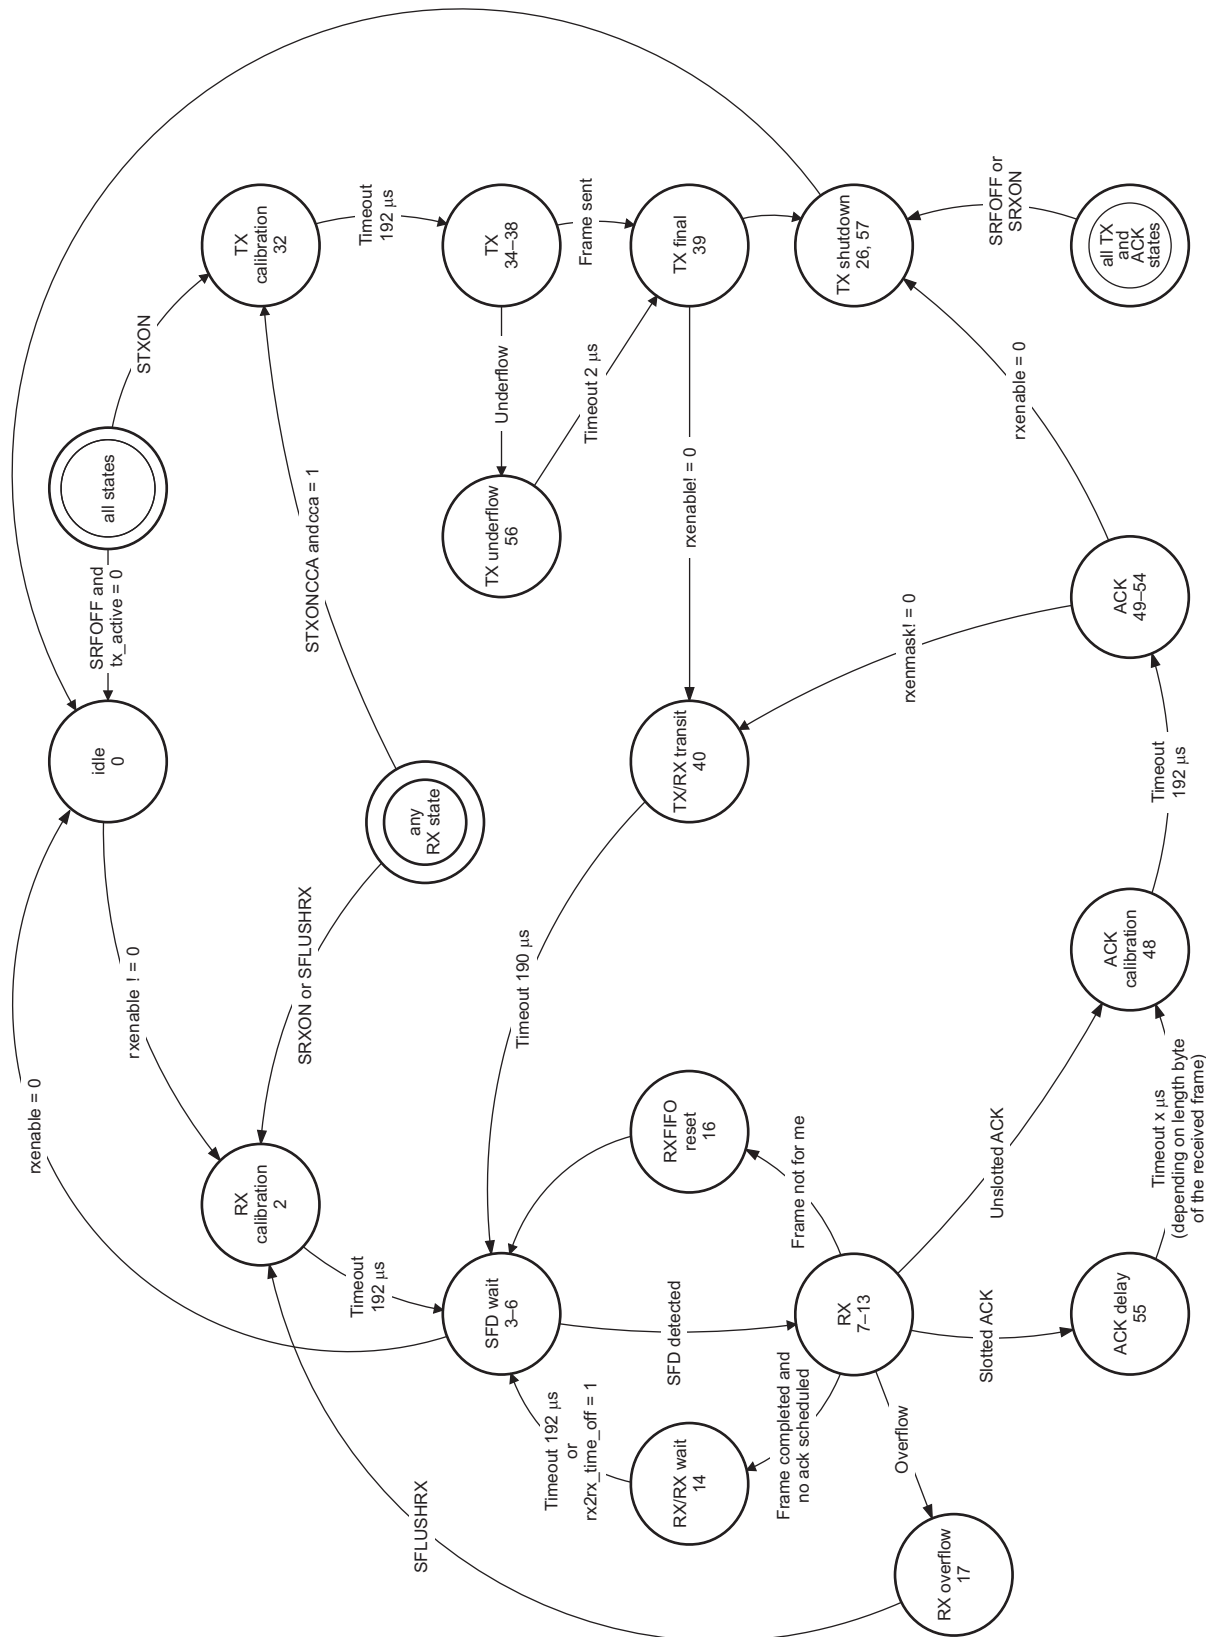 rxenable = 0
idle
0
SRFOFF and
tx_active = 0
all states
rxenable ! = 0
STXON
RX
calibration
2
TX
calibration
32
SRXON or SFLUSHRX
STXONCCA andcca = 1
Timeout
192 µs
Timeout
192 µs
SFLUSHRX
any
RX state
SFD wait
3–6
TX underflow
56
Underflow
TX
34–38
Timeout 190 µs
Timeout 192 µs
or
rx2rx_time_off = 1
Timeout 2 µs
Frame sent
SFD detected
RX/RX wait
14
RXFIFO
reset
16
TX/RX transit
40
rxenable! = 0
TX final
39
Frame completed and
no ack scheduled
Frame not for me
RX
7–13
TX shutdown
26, 57
Overflow
rxenmask! = 0
RX overflow
17
Slotted ACK
Unslotted ACK
rxenable = 0
SRFOFF or
SRXON
ACK delay
55
ACK
calibration
48
ACK
49–54
all TX
and
ACK
states
Timeout x µs
(depending on length byte
of the received frame)
Timeout
192 µs